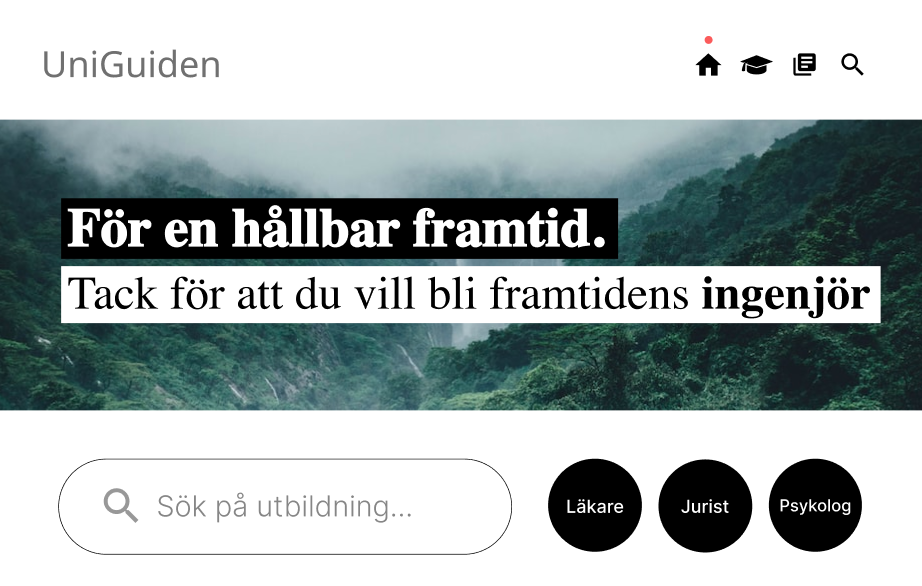 UniGuiden
För en hållbar framtid.
Tack för att du vill bli framtidens ingenjör
Sök på utbildning...
Läkare
Jurist
Psykolog